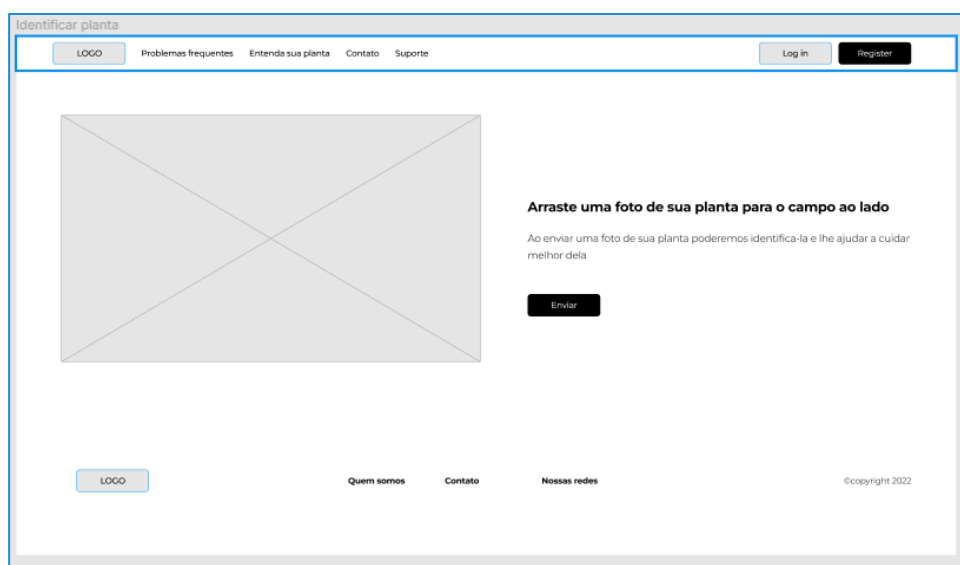 Identificar planta
LOGO Problemas frequentes Entenda sua planta Contato Suporte Log in Register
Arraste uma foto de sua planta para o campo ao lado
Ao enviar uma foto de sua planta poderemos identifica-la e lhe ajudar a cuidar
melhor dela
Enviar
LOGO Quem somos Contato Nossas redes ©copyright 2022